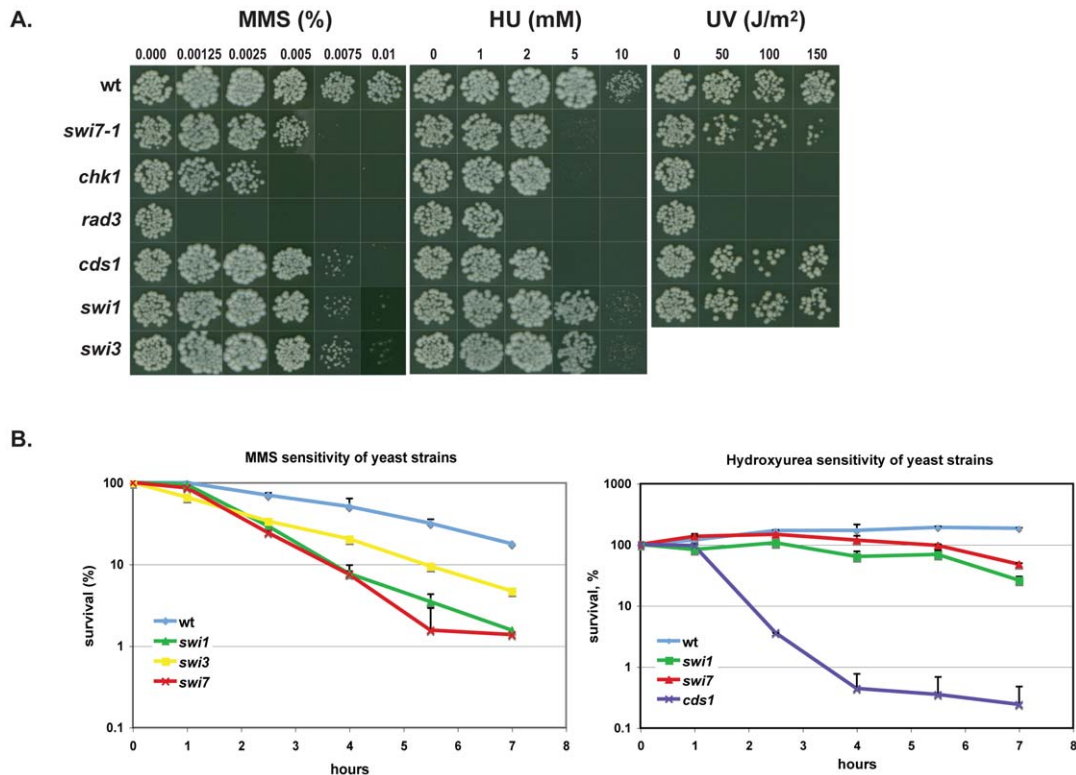 A.
MMS (%) HU (mM) UV (J/m²)
0.000 0.00125 0.0025 0.005 0.0075 0.01 0 1 2 5 10 0 50 100 150
wt
swi7-1
chk1
rad3
cds1
swi1
swi3
B.
MMS sensitivity of yeast strains
100
10
1
0.1
survival (%)
wt
swi1
swi3
swi7
0 1 2 3 4 5 6 7 8
hours
Hydroxyurea sensitivity of yeast strains
1000
100
10
1
0.1
survival, %
wt
swi1
swi7
cds1
0 1 2 3 4 5 6 7 8
hours